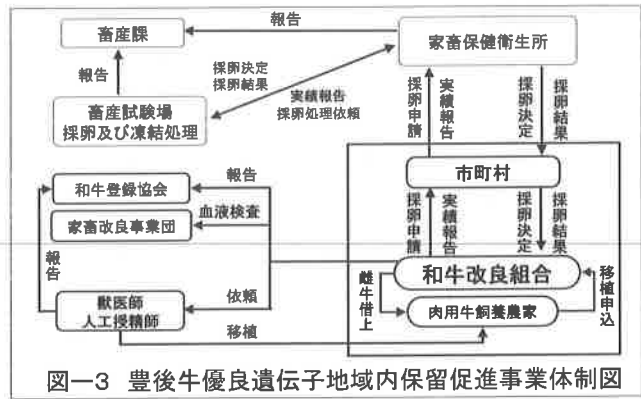 報告
畜産課
家畜保健衛生所
報告
採卵決定
採卵結果
実績報告
採卵処理依頼
畜産試験場
採卵及び凍結処理
採卵申請
実績報告
採卵決定
採卵結果
市町村
和牛登録協会
報告
家畜改良事業団
血液検査
採卵申請
実績報告
採卵決定
採卵結果
報告
和牛改良組合
雌牛借上
移植申込
獣医師
人工授精師
依頼
肉用牛飼養農家
移植
図ー3 豊後牛優良遺伝子地域内保留促進事業体制図